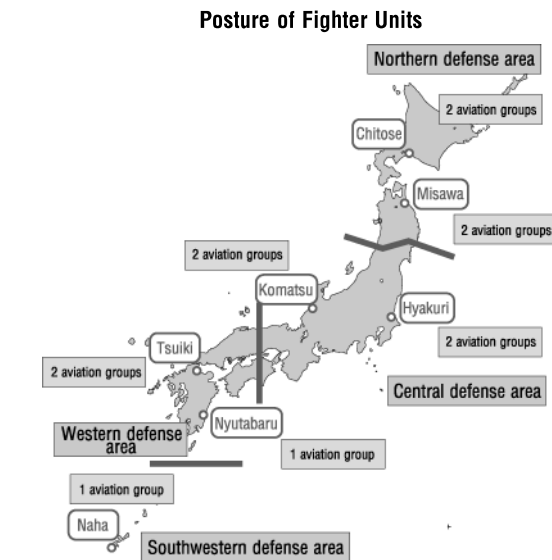 Posture of Fighter Units
Northern defense area
2 aviation groups
Chitose
Misawa
2 aviation groups
2 aviation groups
Komatsu
Hyakuri
2 aviation groups
Tsuiki
2 aviation groups
Central defense area
Nyutabaru
Western defense
area
1 aviation group
1 aviation group
Naha
Southwestern defense area